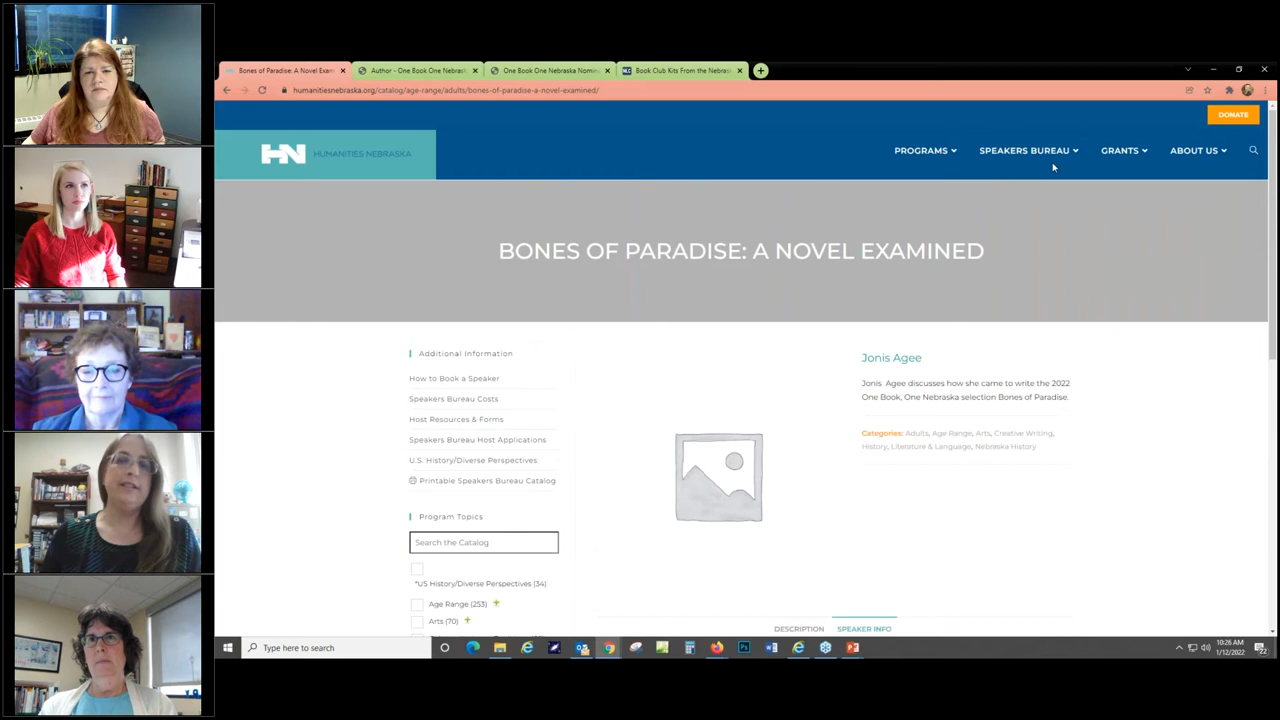 Bones of Paradise: A Novel Exam
Author - One Book One Nebrask
One Book One Nebraska Nomin
NLC
Book Club Kits From the Nebras
humanitiesnebraska.org/catalog/age-range/adults/bones-of-paradise-a-novel-examined/
DONATE
HN HUMANITIES NEBRASKA
PROGRAMS SPEAKERS BUREAU GRANTS ABOUT US
BONES OF PARADISE: A NOVEL EXAMINED
Additional Information
How to Book a Speaker
Speakers Bureau Costs
Host Resources & Forms
Speakers Bureau Host Applications
U.S. History/Diverse Perspectives
Printable Speakers Bureau Catalog
Program Topics
Search the Catalog
*US History/Diverse Perspectives (34)
Age Range (253)
Arts (70)
Jonis Agee
Jonis Agee discusses how she came to write the 2022
One Book, One Nebraska selection Bones of Paradise.
Categories: Adults, Age Range, Arts, Creative Writing,
History, Literature & Language, Nebraska History
DESCRIPTION SPEAKER INFO
Type here to search
10:26 AM
1/12/2022